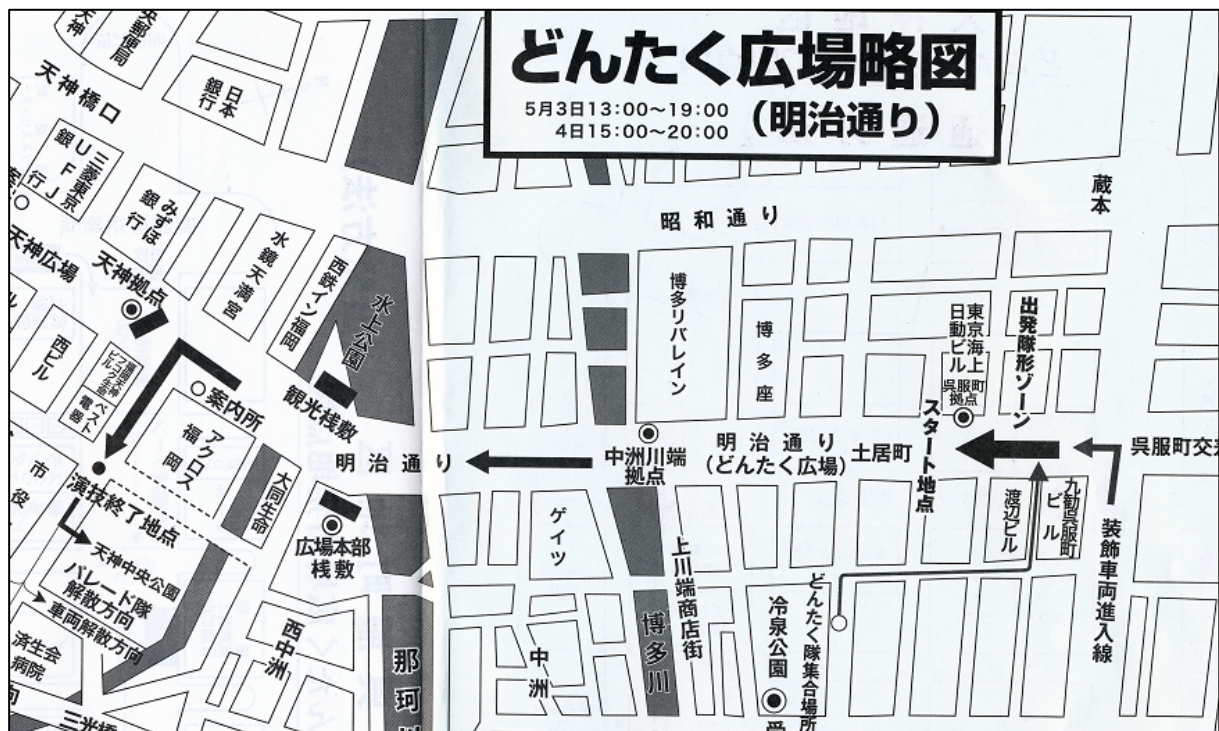 どんたく広場略図
5月3日13:00～19:00
4日15:00～20:00
（明治通り）
天神
央郵便局
日本銀行
天神橋口
三菱東京UFJ銀行
みずほ銀行
水鏡天満宮
西鉄イン福岡
水上公園
天神広場
天神拠点
西ビル
ベスト電器
案内所
観光桟敷
アクロス福岡
大同生命
明治通り
市役
演技終了地点
天神中央公園
パレード隊解散方向
車両解散方向
済生会病院
三光橋
西中洲
広場本部桟敷
那珂
昭和通り
蔵本
博多リバレイン
博多座
東京海上日動ビル
呉服町拠点
出発隊形ゾーン
スタート地点
中洲川端拠点
明治通り
（どんたく広場）
土居町
呉服町交
渡辺ビル
九勧呉服町ビル
装飾車両進入線
ゲイツ
上川端商店街
博多川
中洲
冷泉公園
どんたく隊集合場所